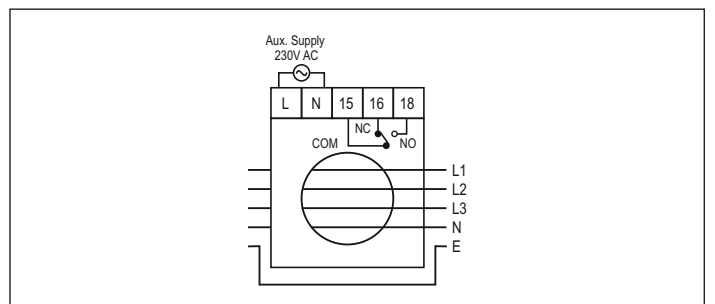 Aux. Supply
230V AC
L N 15 16 18
NC
COM NO
L1
L2
L3
N
E